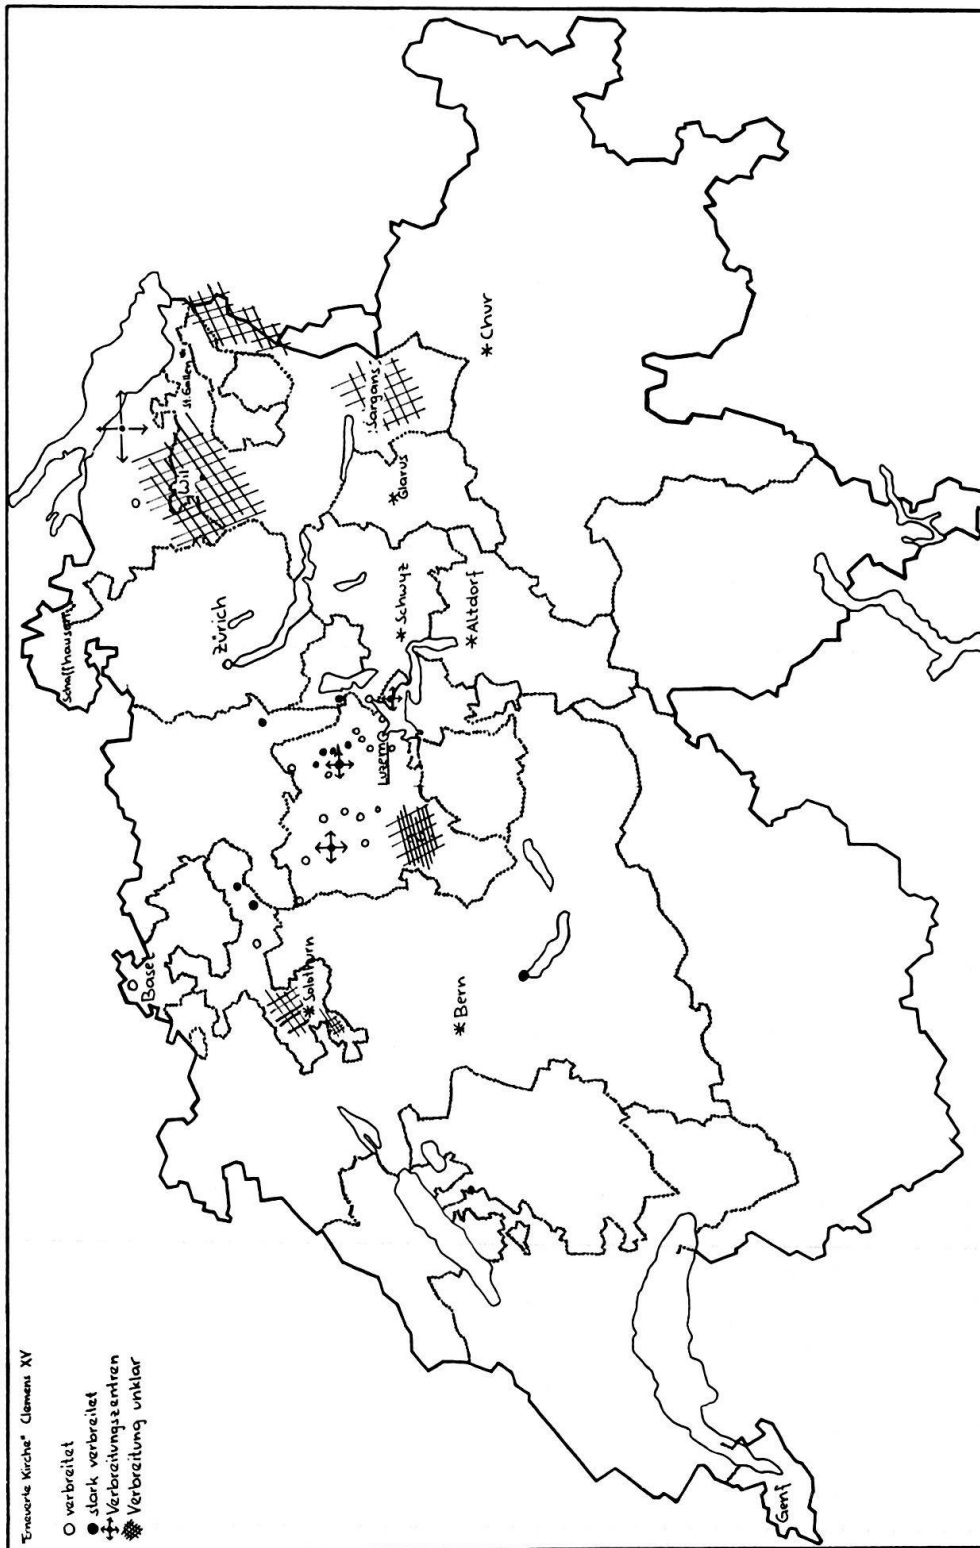 "Erneuerte Kirche" Clemens XV
verbreitet
stark verbreitet
Verbreitungszentren
Verbreitung unklar
Schaffhausen
Basel
Zürich
Wil
St. Gallen
Solothurn
Luzern
Schwyz
Glarus
Sargans
Bern
Altdorf
Chur
Genf